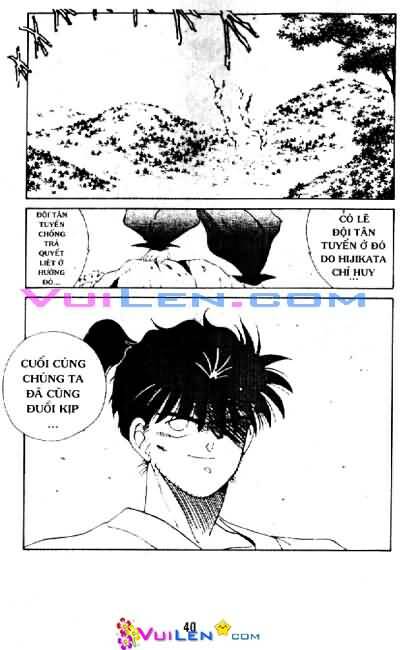 CÓ LẼ
ĐỘI TÂN
TUYỂN Ở ĐÓ
DO HIJIKATA
CHỈ HUY
...
ĐỘI TÂN
TUYỂN
CHỐNG
TRẢ
QUYẾT
LIỆT Ở
HƯỚNG
ĐÓ ...
VUILEN.COM
CUỐI CÙNG
CHÚNG TA
ĐÃ CŨNG
ĐUỔI KỊP
...
40
VUILEN.COM